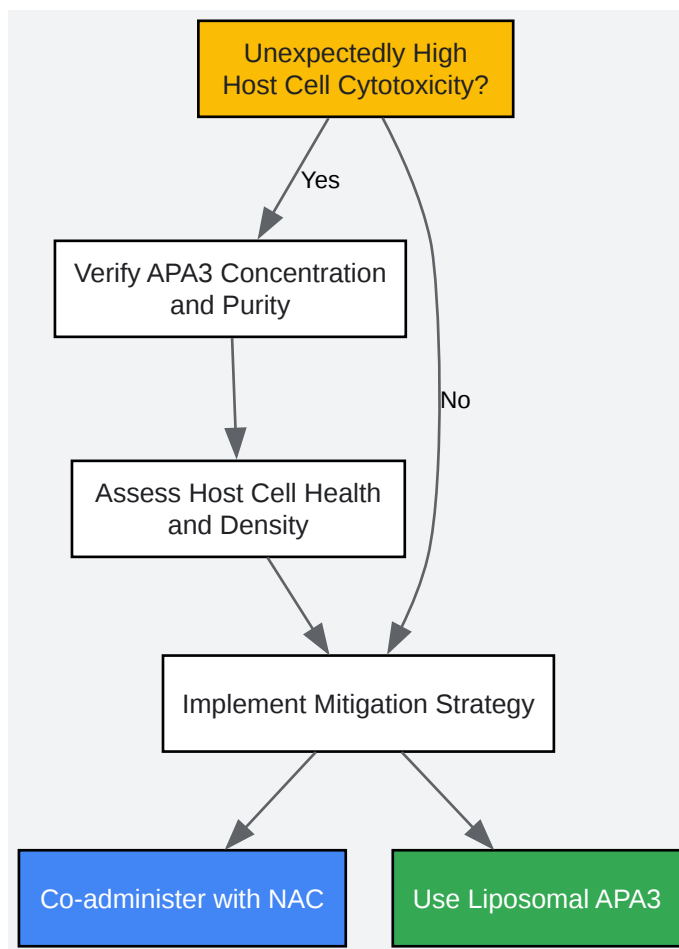 Unexpectedly High
Host Cell Cytotoxicity?
Yes
Verify APA3 Concentration
and Purity
No
Assess Host Cell Health
and Density
Implement Mitigation Strategy
Co-administer with NAC
Use Liposomal APA3